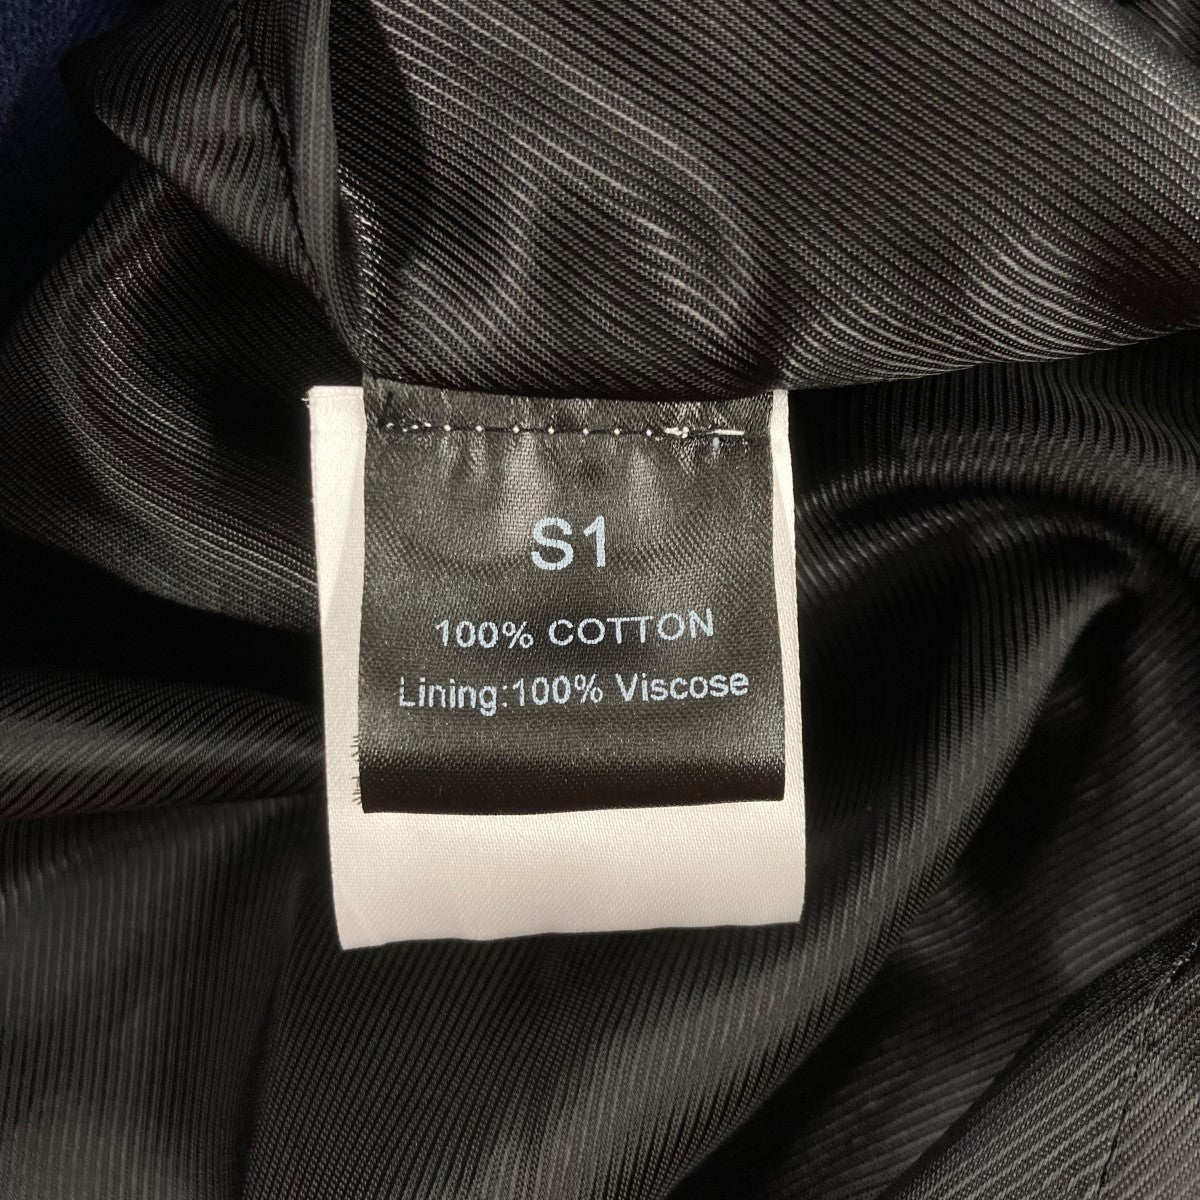 S1
100% COTTON
Lining:100% Viscose